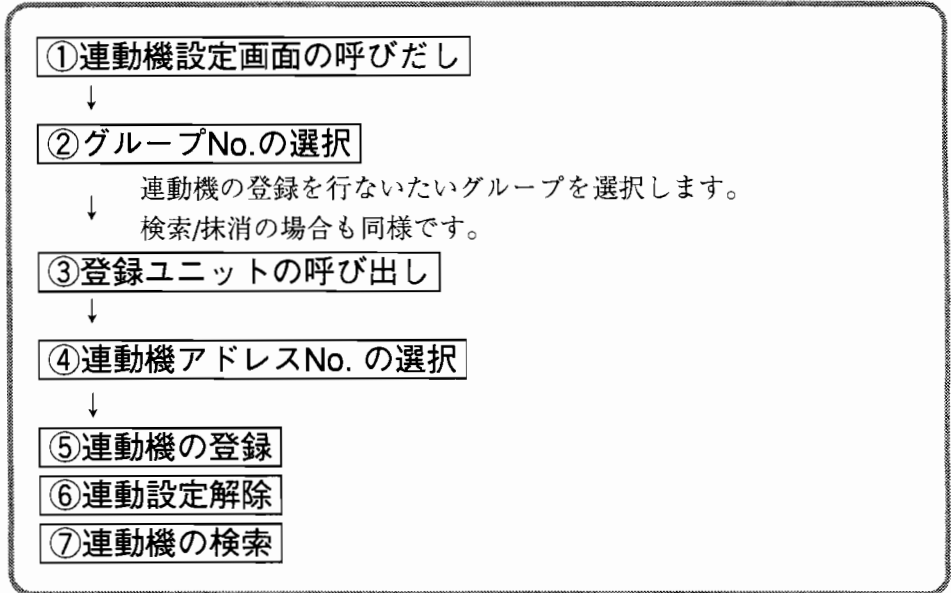 ①連動機設定画面の呼びだし
↓
②グループNo.の選択
連動機の登録を行ないたいグループを選択します。
↓
検索/抹消の場合も同様です。
③登録ユニットの呼び出し
↓
④連動機アドレスNo. の選択
↓
⑤連動機の登録
⑥連動設定解除
⑦連動機の検索